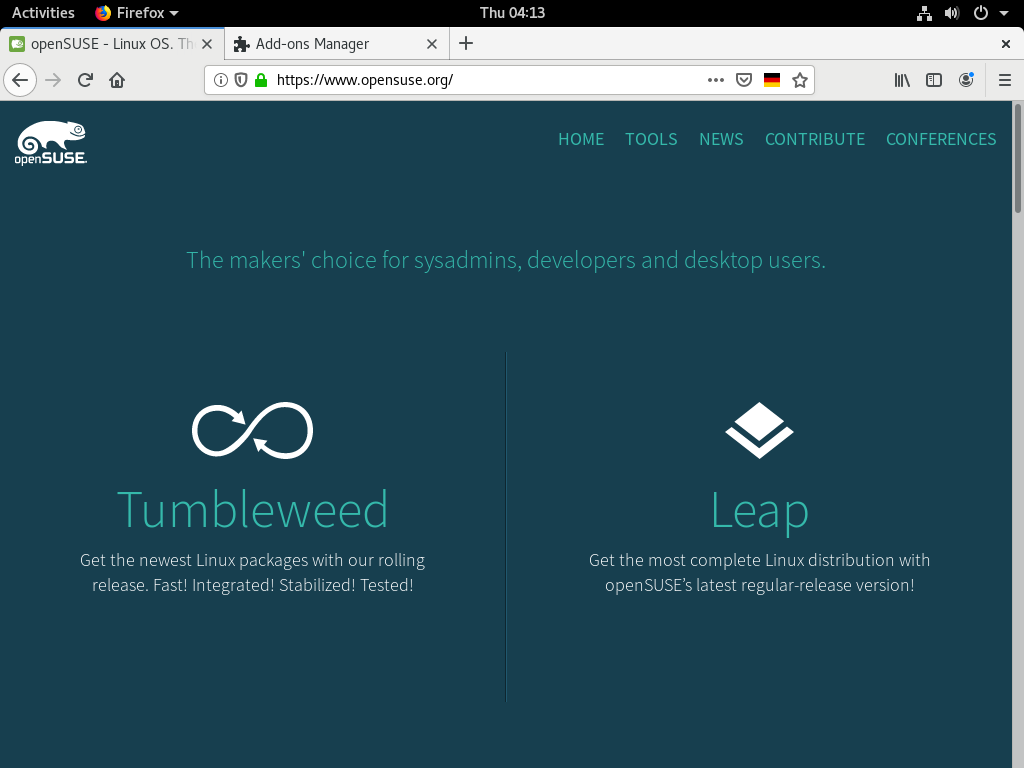 Activities Firefox Thu 04:13
openSUSE - Linux OS. Th Add-ons Manager
https://www.opensuse.org/
openSUSE. HOME TOOLS NEWS CONTRIBUTE CONFERENCES
The makers' choice for sysadmins, developers and desktop users.
Tumbleweed
Get the newest Linux packages with our rolling
release. Fast! Integrated! Stabilized! Tested!
Leap
Get the most complete Linux distribution with
openSUSE’s latest regular-release version!